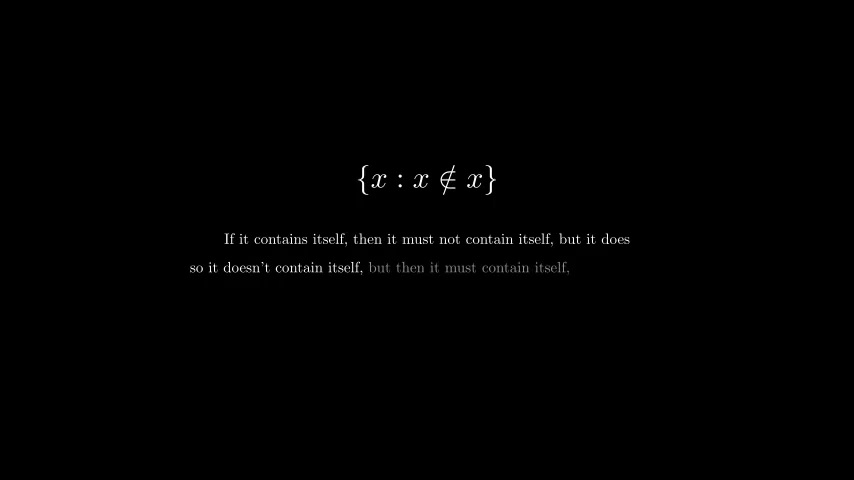 {x : x ∉ x}
If it contains itself, then it must not contain itself, but it does
so it doesn't contain itself, but then it must contain itself,